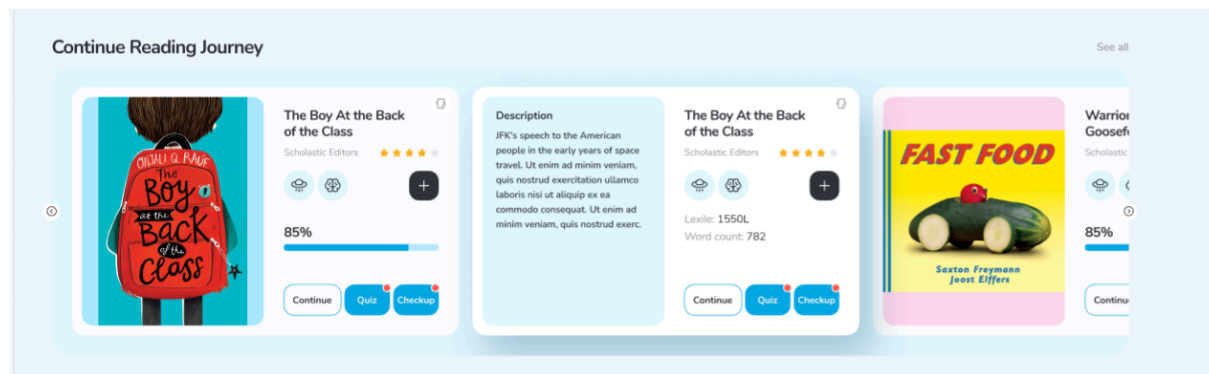 Continue Reading Journey
See all
ONJALI Q. RAUF
The
Boy
at the
Back
of the
Class
The Boy At the Back
of the Class
Scholastic Editors
85%
Continue
Quiz
Checkup
Description
JFK's speech to the American
people in the early years of space
travel. Ut enim ad minim veniam,
quis nostrud exercitation ullamco
laboris nisi ut aliquip ex ea
commodo consequat. Ut enim ad
minim veniam, quis nostrud exerc.
The Boy At the Back
of the Class
Scholastic Editors
Lexile: 1550L
Word count: 782
Continue
Quiz
Checkup
FAST FOOD
Saxton Freymann
Joost Elffers
Warrior
Goosef
Scholastic
85%
Continu